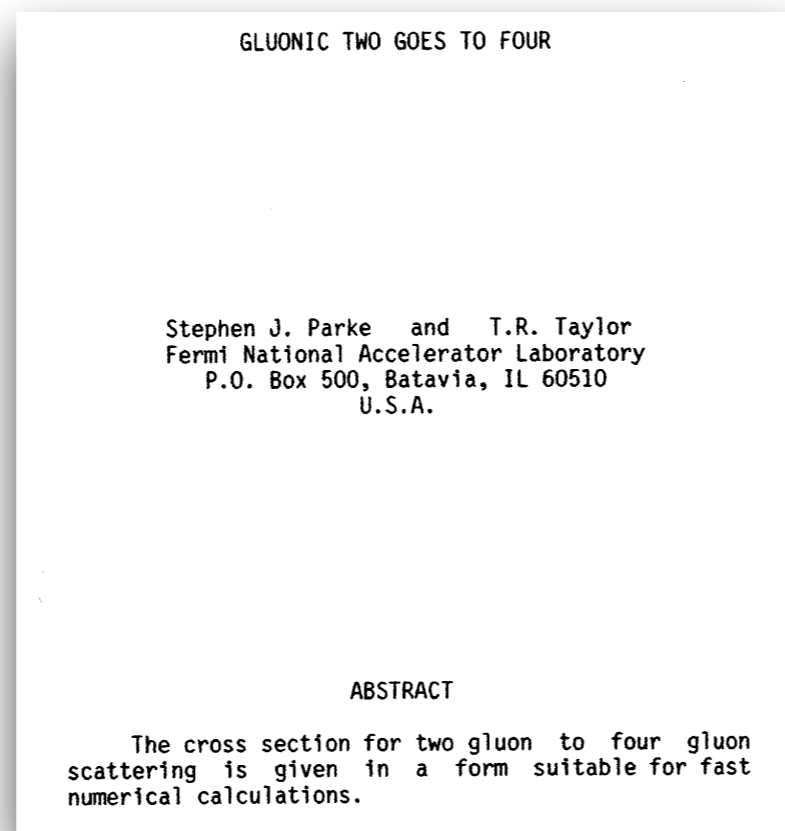 GLUONIC TWO GOES TO FOUR
Stephen J. Parke and T.R. Taylor
Fermi National Accelerator Laboratory
P.O. Box 500, Batavia, IL 60510
U.S.A.
ABSTRACT
The cross section for two gluon to four gluon
scattering is given in a form suitable for fast
numerical calculations.